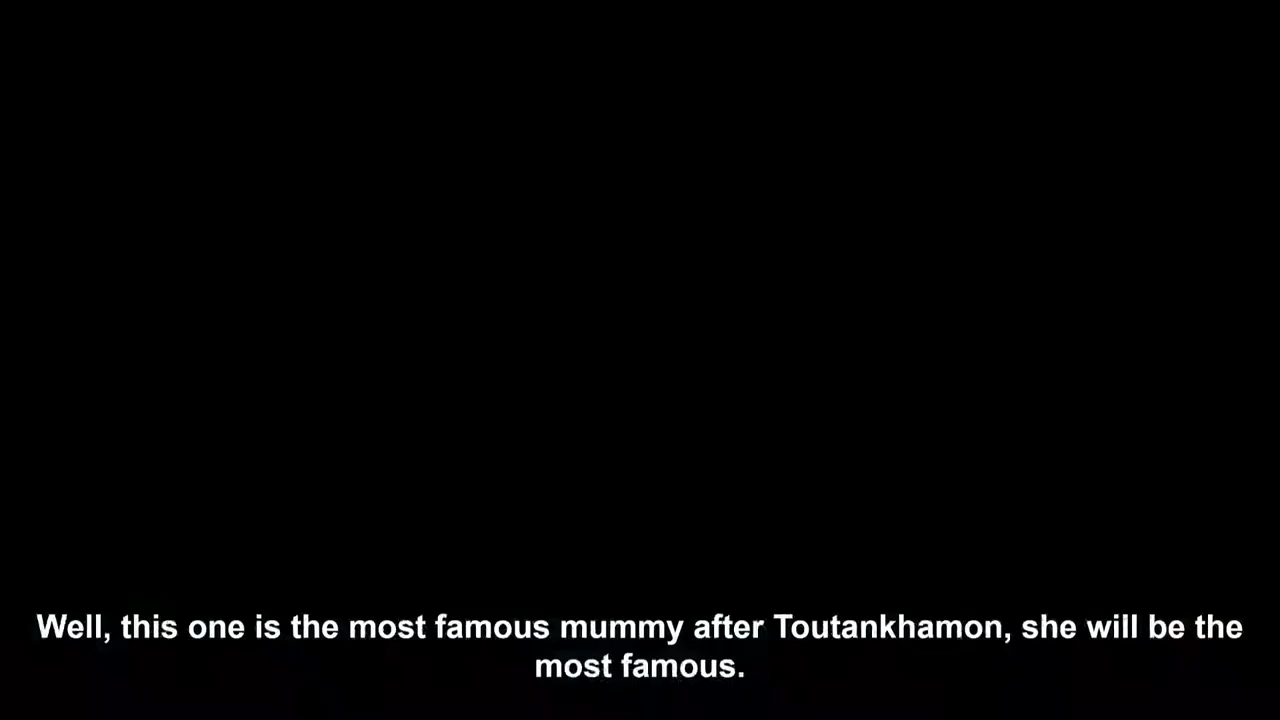 Well, this one is the most famous mummy after Toutankhamon, she will be the
most famous.